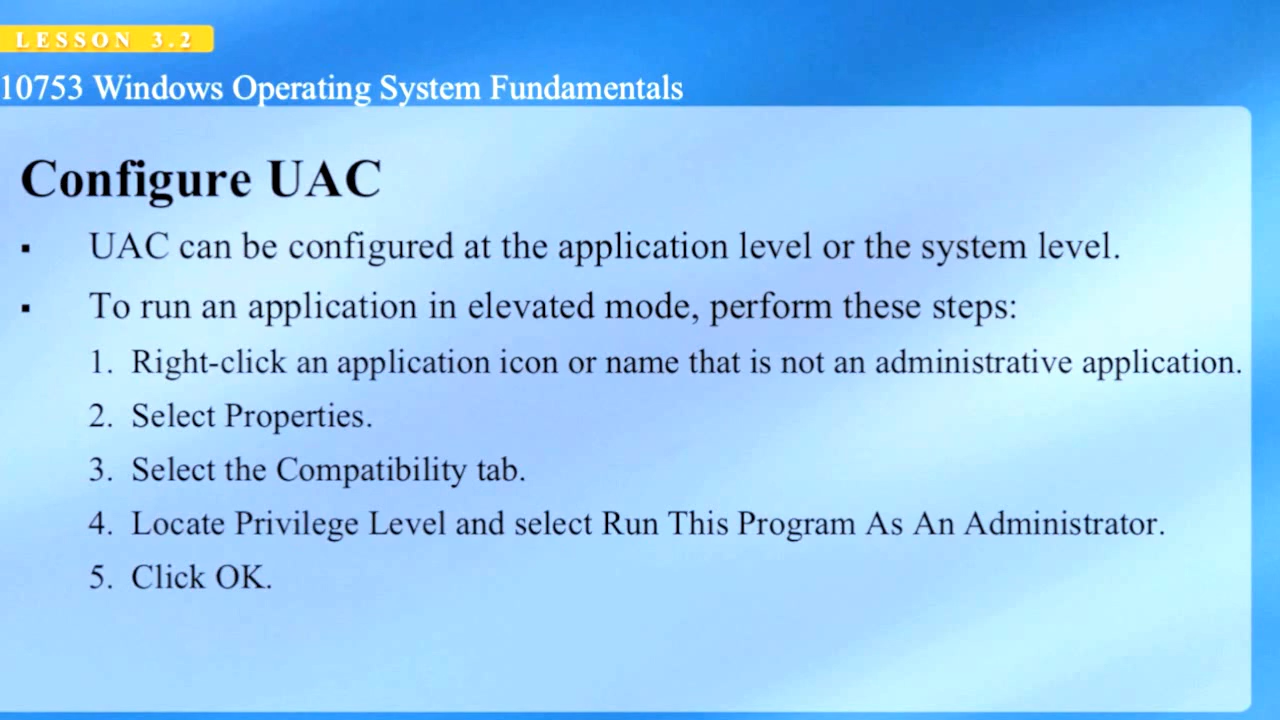 LESSON 3.2
10753 Windows Operating System Fundamentals
Configure UAC
▪ UAC can be configured at the application level or the system level.
▪ To run an application in elevated mode, perform these steps:
1. Right-click an application icon or name that is not an administrative application.
2. Select Properties.
3. Select the Compatibility tab.
4. Locate Privilege Level and select Run This Program As An Administrator.
5. Click OK.